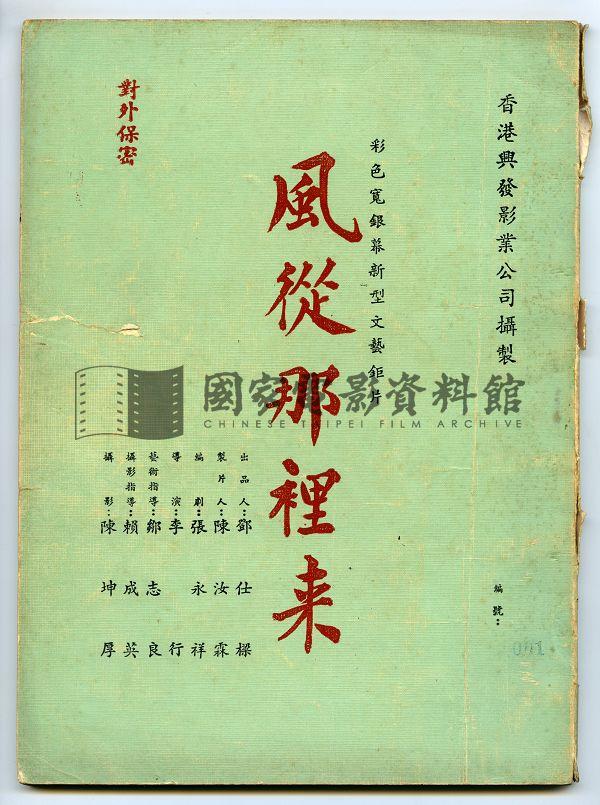 香港興發影業公司攝製
編號：
001
彩色寬銀幕新型文藝鉅片
風從那裡来
出品人：鄧仕樑
製片人：陳汝霖
編劇：張永祥
導演：李行
藝術指導：鄒志良
攝影指導：賴成英
攝影：陳坤厚
對外保密
國家電影資料館
CHINESE TAIPEI FILM ARCHIVE